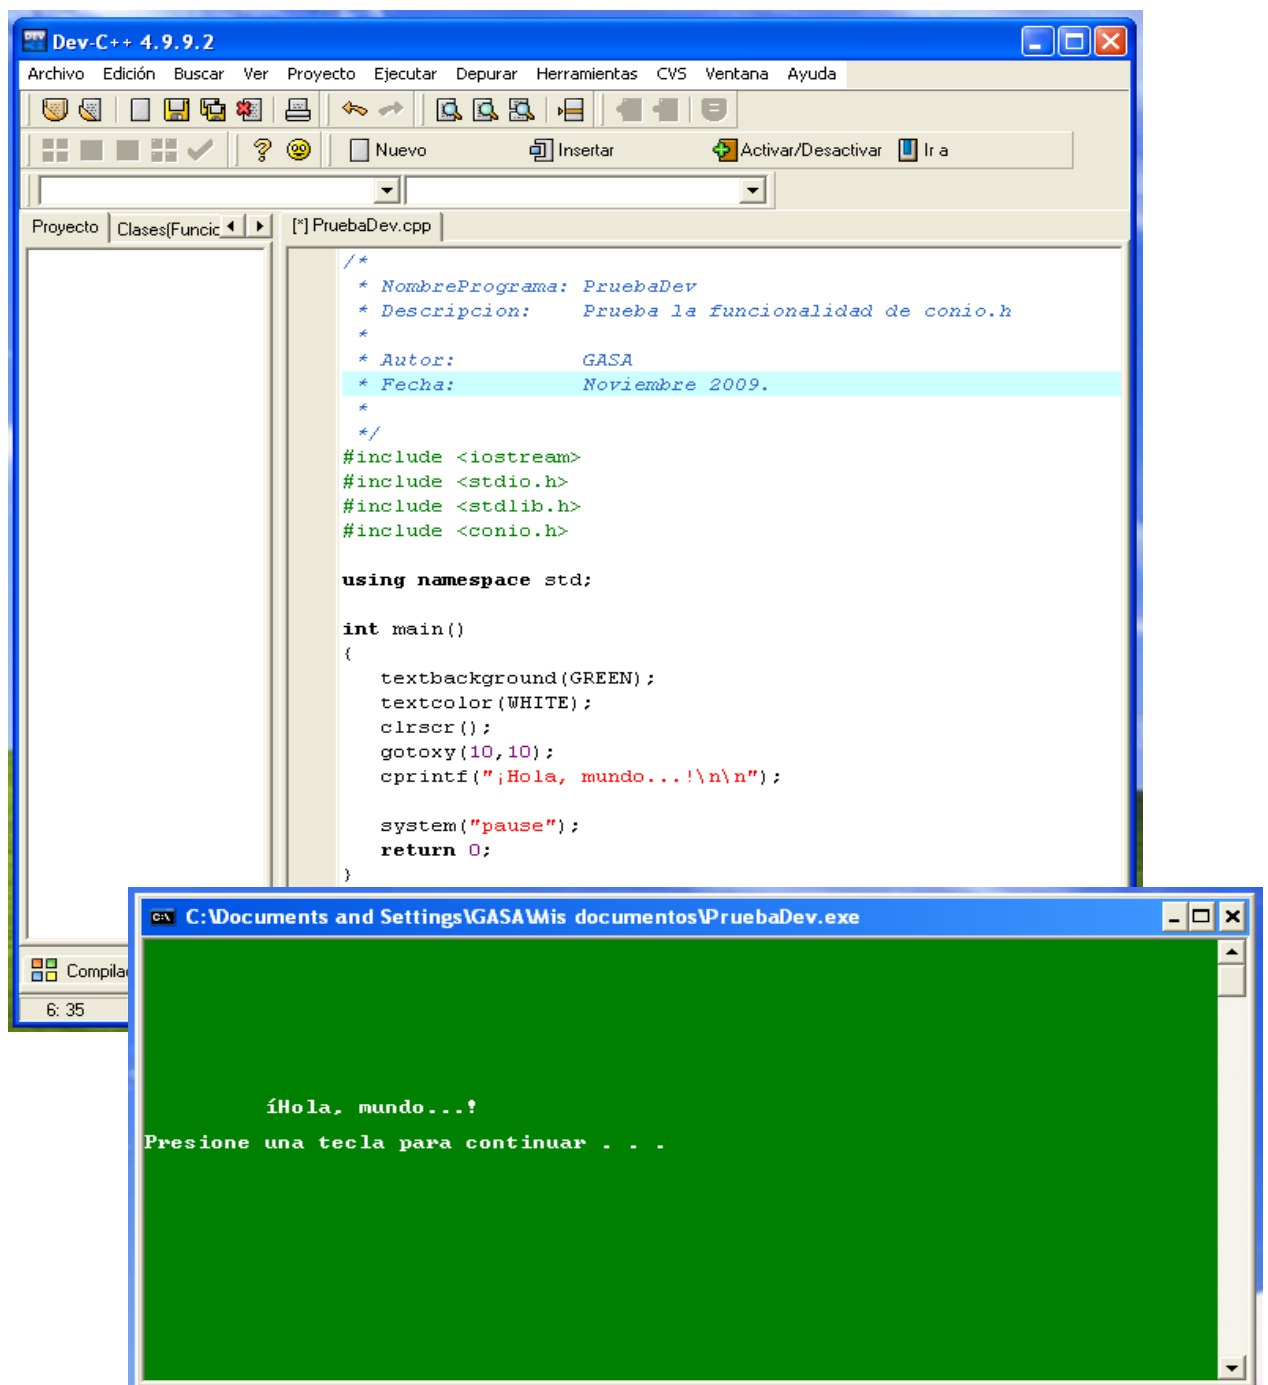 Dev-C++ 4.9.9.2
Archivo Edición Buscar Ver Proyecto Ejecutar Depurar Herramientas CVS Ventana Ayuda
Nuevo Insertar Activar/Desactivar Ir a
Proyecto Clases(Funcic [*] PruebaDev.cpp
/*
* NombrePrograma: PruebaDev
* Descripcion: Prueba la funcionalidad de conio.h
*
* Autor: GASA
* Fecha: Noviembre 2009.
*
*/
#include <iostream>
#include <stdio.h>
#include <stdlib.h>
#include <conio.h>
using namespace std;
int main()
{
textbackground(GREEN);
textcolor(WHITE);
clrscr();
gotoxy(10,10);
cprintf("¡Hola, mundo...!\n\n");
system("pause");
return 0;
}
C:\Documents and Settings\GASA\Mis documentos\PruebaDev.exe
Compilac
6: 35
íHola, mundo...!
Presione una tecla para continuar . . .